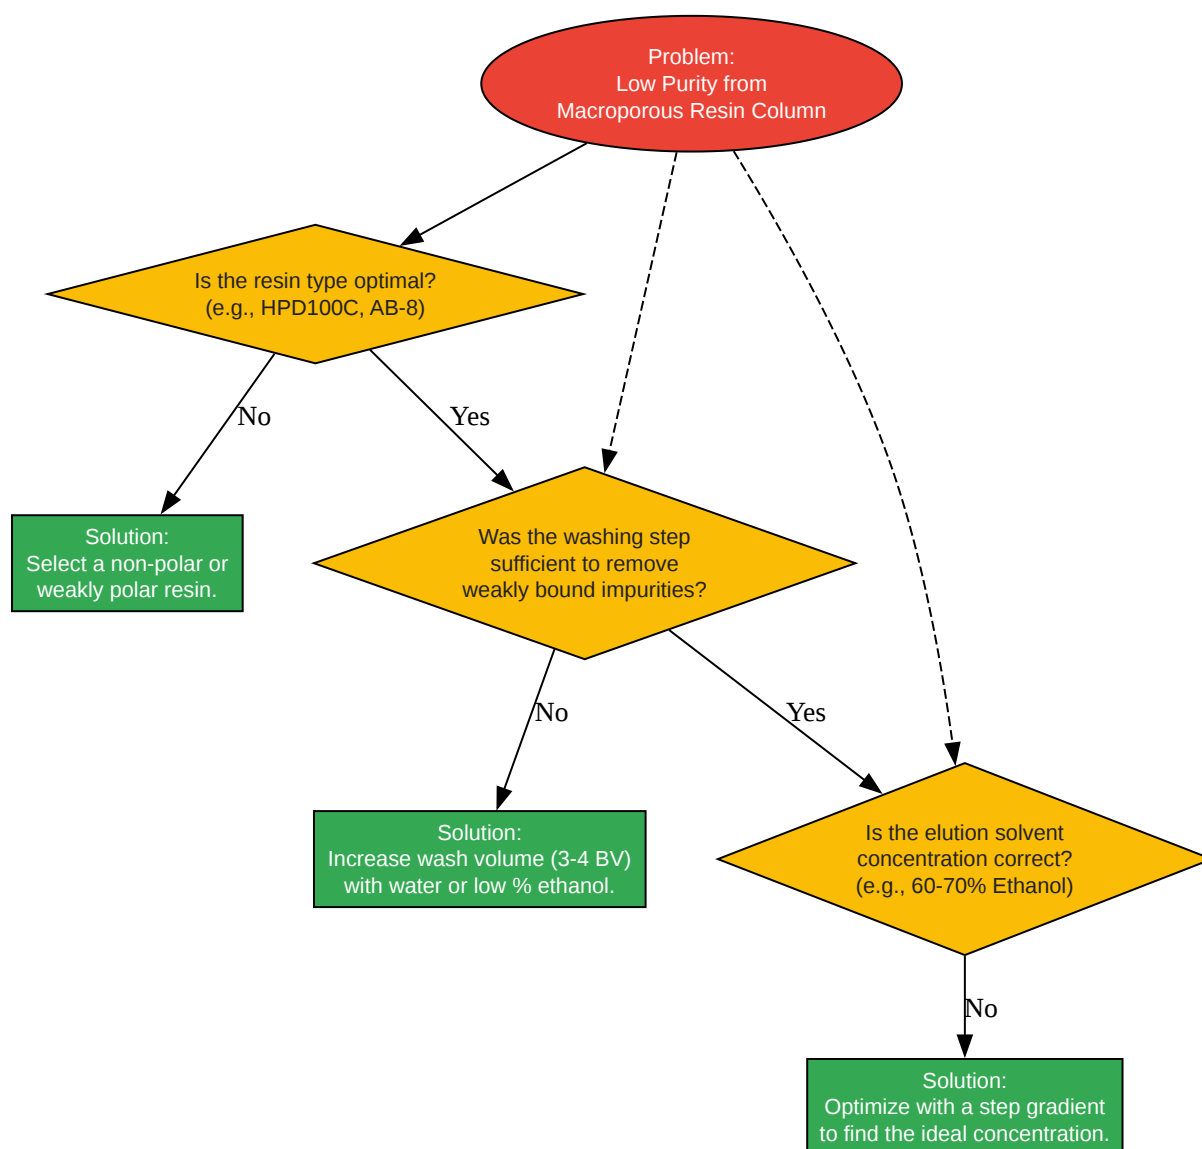 Problem:
Low Purity from
Macroporous Resin Column
Is the resin type optimal?
(e.g., HPD100C, AB-8)
No
Yes
Solution:
Select a non-polar or
weakly polar resin.
Was the washing step
sufficient to remove
weakly bound impurities?
No
Yes
Solution:
Increase wash volume (3-4 BV)
with water or low % ethanol.
Is the elution solvent
concentration correct?
(e.g., 60-70% Ethanol)
No
Solution:
Optimize with a step gradient
to find the ideal concentration.